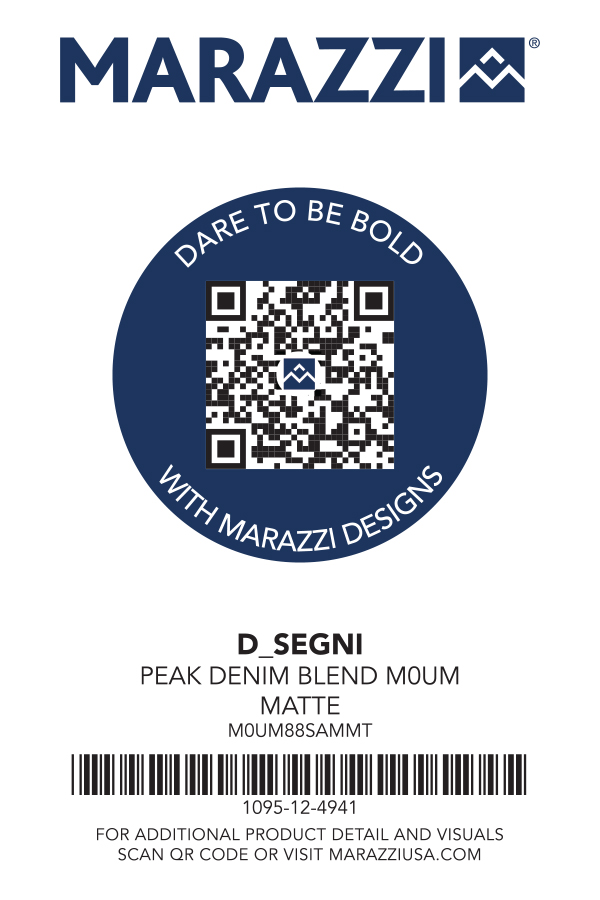 MARAZZI®
DARE TO BE BOLD
WITH MARAZZI DESIGNS
D_SEGNI
PEAK DENIM BLEND M0UM
MATTE
M0UM88SAMMT
1095-12-4941
FOR ADDITIONAL PRODUCT DETAIL AND VISUALS
SCAN QR CODE OR VISIT MARAZZIUSA.COM